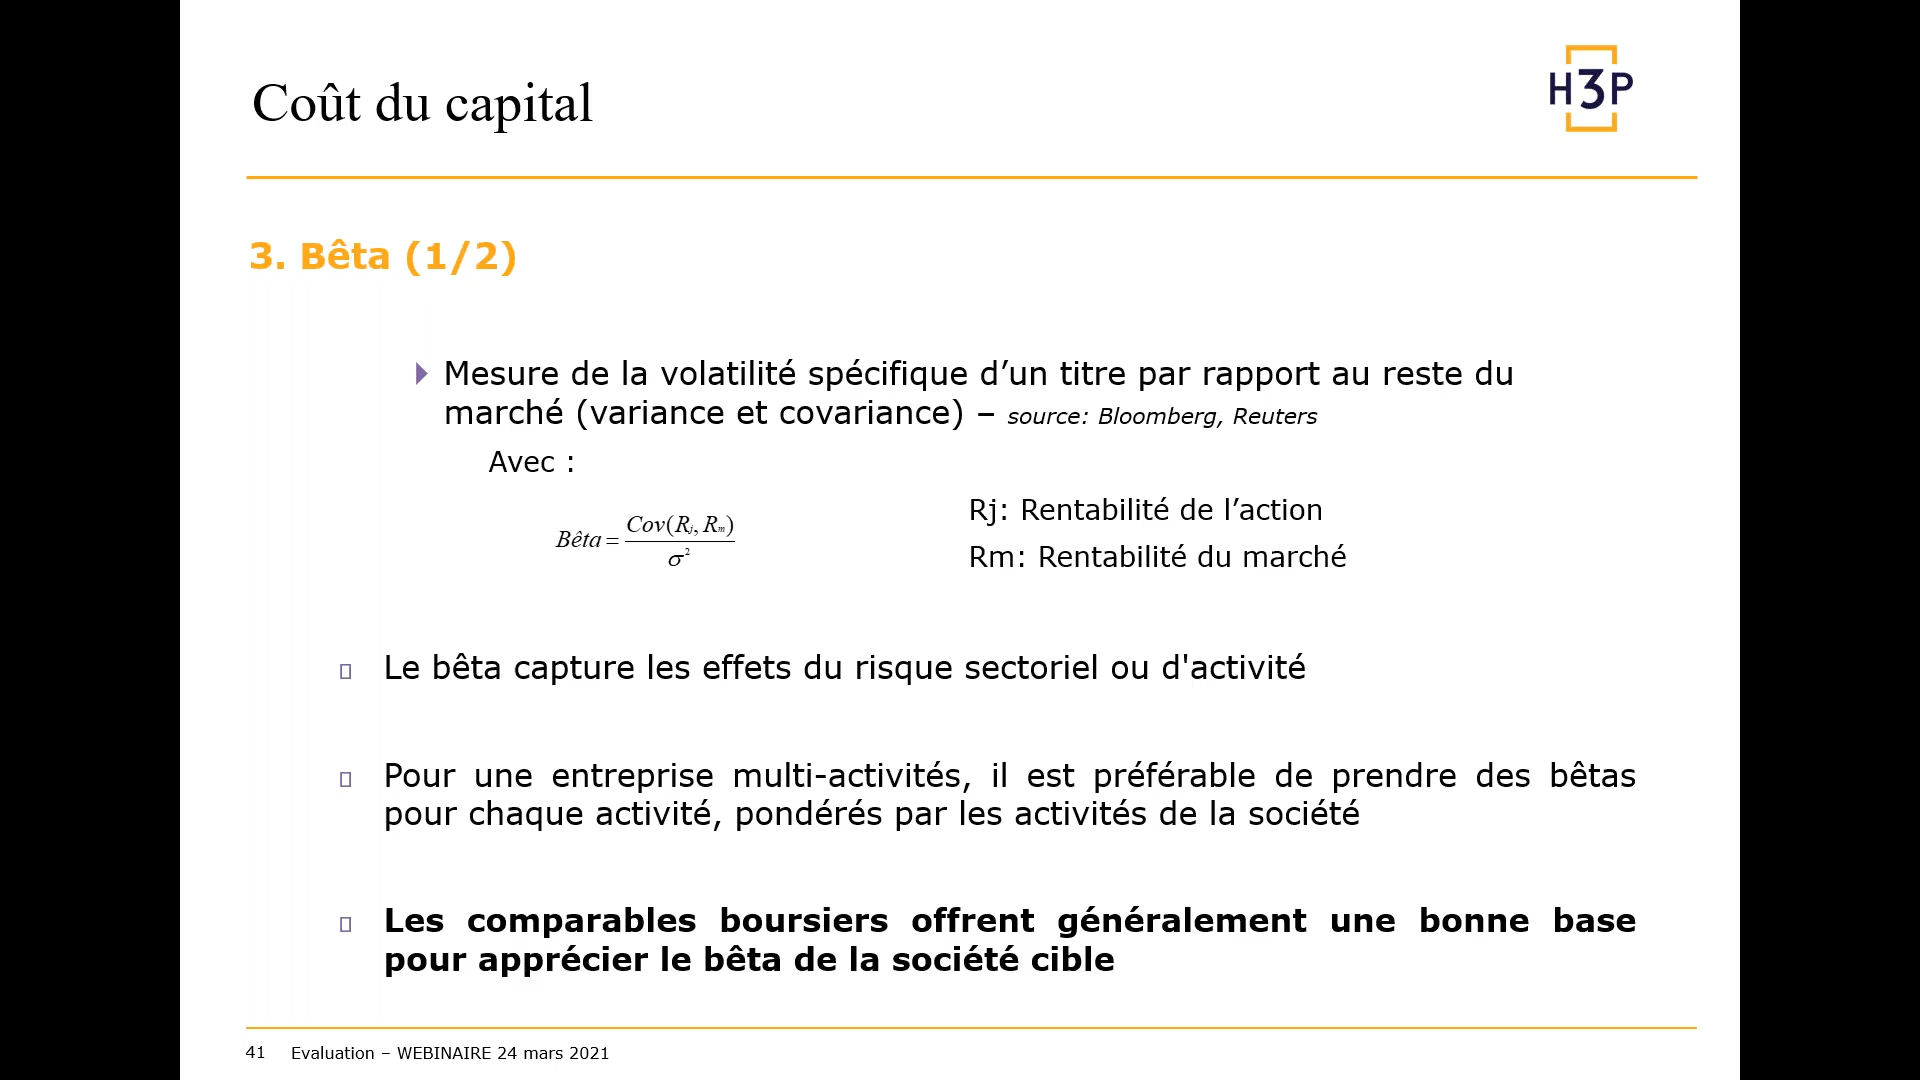 Coût du capital
H3P
3. Bêta (1/2)
Mesure de la volatilité spécifique d’un titre par rapport au reste du
marché (variance et covariance) – source: Bloomberg, Reuters
Avec :
Bêta = Cov(Rj, Rm) / σ²
Rj: Rentabilité de l’action
Rm: Rentabilité du marché
Le bêta capture les effets du risque sectoriel ou d'activité
Pour une entreprise multi-activités, il est préférable de prendre des bêtas
pour chaque activité, pondérés par les activités de la société
Les comparables boursiers offrent généralement une bonne base
pour apprécier le bêta de la société cible
41 Evaluation – WEBINAIRE 24 mars 2021